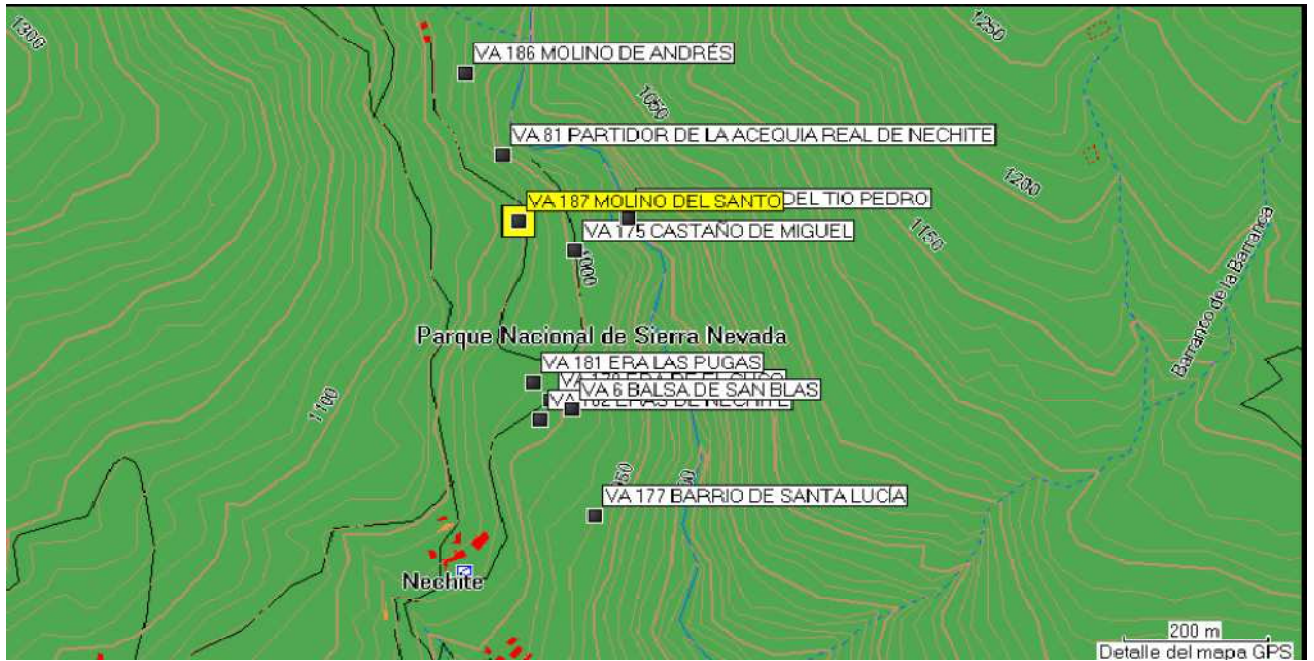 1300
1250
VA 186 MOLINO DE ANDRÉS
1050
VA 81 PARTIDOR DE LA ACEQUIA REAL DE NECHITE
1200
VA 187 MOLINO DEL SANTO
DEL TIO PEDRO
VA 175 CASTAÑO DE MIGUEL
1150
1000
Barranco de la Barranca
Parque Nacional de Sierra Nevada
VA 181 ERA LAS PUGAS
VA 6 BALSA DE SAN BLAS
1100
VA 177 BARRIO DE SANTA LUCÍA
Nechite
200 m
Detalle del mapa GPS